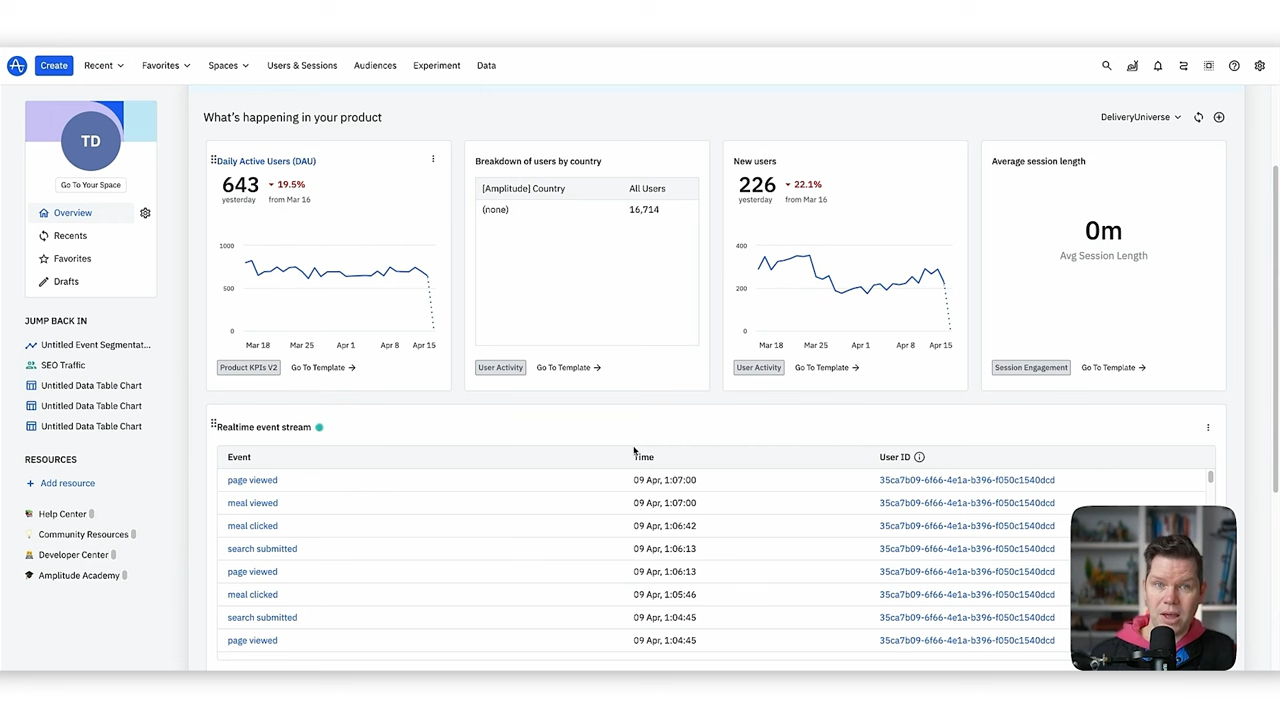 Create
Recent
Favorites
Spaces
Users & Sessions
Audiences
Experiment
Data
TD
Go To Your Space
Overview
Recents
Favorites
Drafts
JUMP BACK IN
Untitled Event Segmentat...
SEO Traffic
Untitled Data Table Chart
Untitled Data Table Chart
Untitled Data Table Chart
RESOURCES
+ Add resource
Help Center
Community Resources
Developer Center
Amplitude Academy
What's happening in your product
DeliveryUniverse
Daily Active Users (DAU)
643 19.5%
yesterday from Mar 16
1000
500
0
Mar 18 Mar 25 Apr 1 Apr 8 Apr 15
Product KPIs V2 Go To Template →
Breakdown of users by country
[Amplitude] Country All Users
(none) 16,714
User Activity Go To Template →
New users
226 22.1%
yesterday from Mar 16
400
200
0
Mar 18 Mar 25 Apr 1 Apr 8 Apr 15
User Activity Go To Template →
Average session length
0m
Avg Session Length
Session Engagement Go To Template →
Realtime event stream
Event Time User ID
page viewed 09 Apr, 1:07:00 35ca7b09-6f66-4e1a-b396-f050c1540dcd
meal viewed 09 Apr, 1:07:00 35ca7b09-6f66-4e1a-b396-f050c1540dcd
meal clicked 09 Apr, 1:06:42 35ca7b09-6f66-4e1a-b396-f050c1540dcd
search submitted 09 Apr, 1:06:13 35ca7b09-6f66-4e1a-b396-f050c1540dcd
page viewed 09 Apr, 1:06:13 35ca7b09-6f66-4e1a-b396-f050c1540dcd
meal clicked 09 Apr, 1:05:46 35ca7b09-6f66-4e1a-b396-f050c1540dcd
search submitted 09 Apr, 1:04:45 35ca7b09-6f66-4e1a-b396-f050c1540dcd
page viewed 09 Apr, 1:04:45 35ca7b09-6f66-4e1a-b396-f050c1540dcd